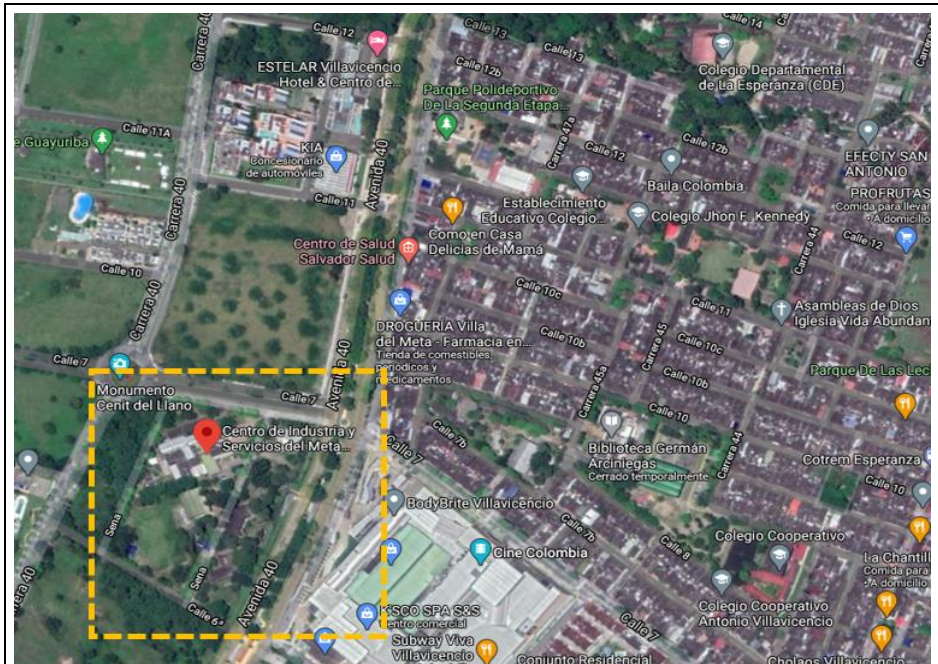 Calle 12
Carrera 40
ESTELAR Villavicencio
Hotel & Centro de...
Calle 13
Calle 14
Calle 13
Calle 12b
Colegio Departamental
de La Esperanza (CDE)
Parque Polideportivo
De La Segunda Etapa...
Carrera 47a
Calle 12b
Calle 11A
e Guayuriba
KIA
Concesionario
de automóviles
Avenida 40
Calle 12
Baila Colombia
EFECTY SAN
ANTONIO
Calle 11
Establecimiento
Educativo Colegio...
Colegio Jhon F. Kennedy
PROFRUTAS
Comida para llevar
· A domicilio
Como en Casa
Delicias de Mamá
Centro de Salud
Salvador Salud
Carrera 44
Calle 12
Calle 10
Calle 10c
Carrera 40
Avenida 40
DROGUERÍA Villa
del Meta - Farmacia en...
Tienda de comestibles,
periódicos y
medicamentos
Calle 11
Asambleas de Dios
Iglesia Vida Abundan
Calle 10b
Carrera 45
Calle 10c
Calle 7
Monumento
Cenit del Llano
Calle 7
Avenida 40
Carrera 45a
Calle 10b
Parque De Las Lec
Centro de Industria y
Servicios del Meta...
Calle 7
Calle 7b
Calle 10
Biblioteca Germán
Arciniegas
Cerrado temporalmente
Carrera 44
Cotrem Esperanza
Calle 10
BodyBrite Villavicencio
Calle 7b
Sena
Cine Colombia
Calle 8
Colegio Cooperativo
La Chantill
Comida para
· A domicilio
Carrera 40
Sena
Avenida 40
Calle 6°
KSCO SPA S&S
Centro comercial
Colegio Cooperativo
Antonio Villavicencio
Calle 7
Subway Viva
Villavicencio
Conjunto Residencial
Cholaos Villavicencio